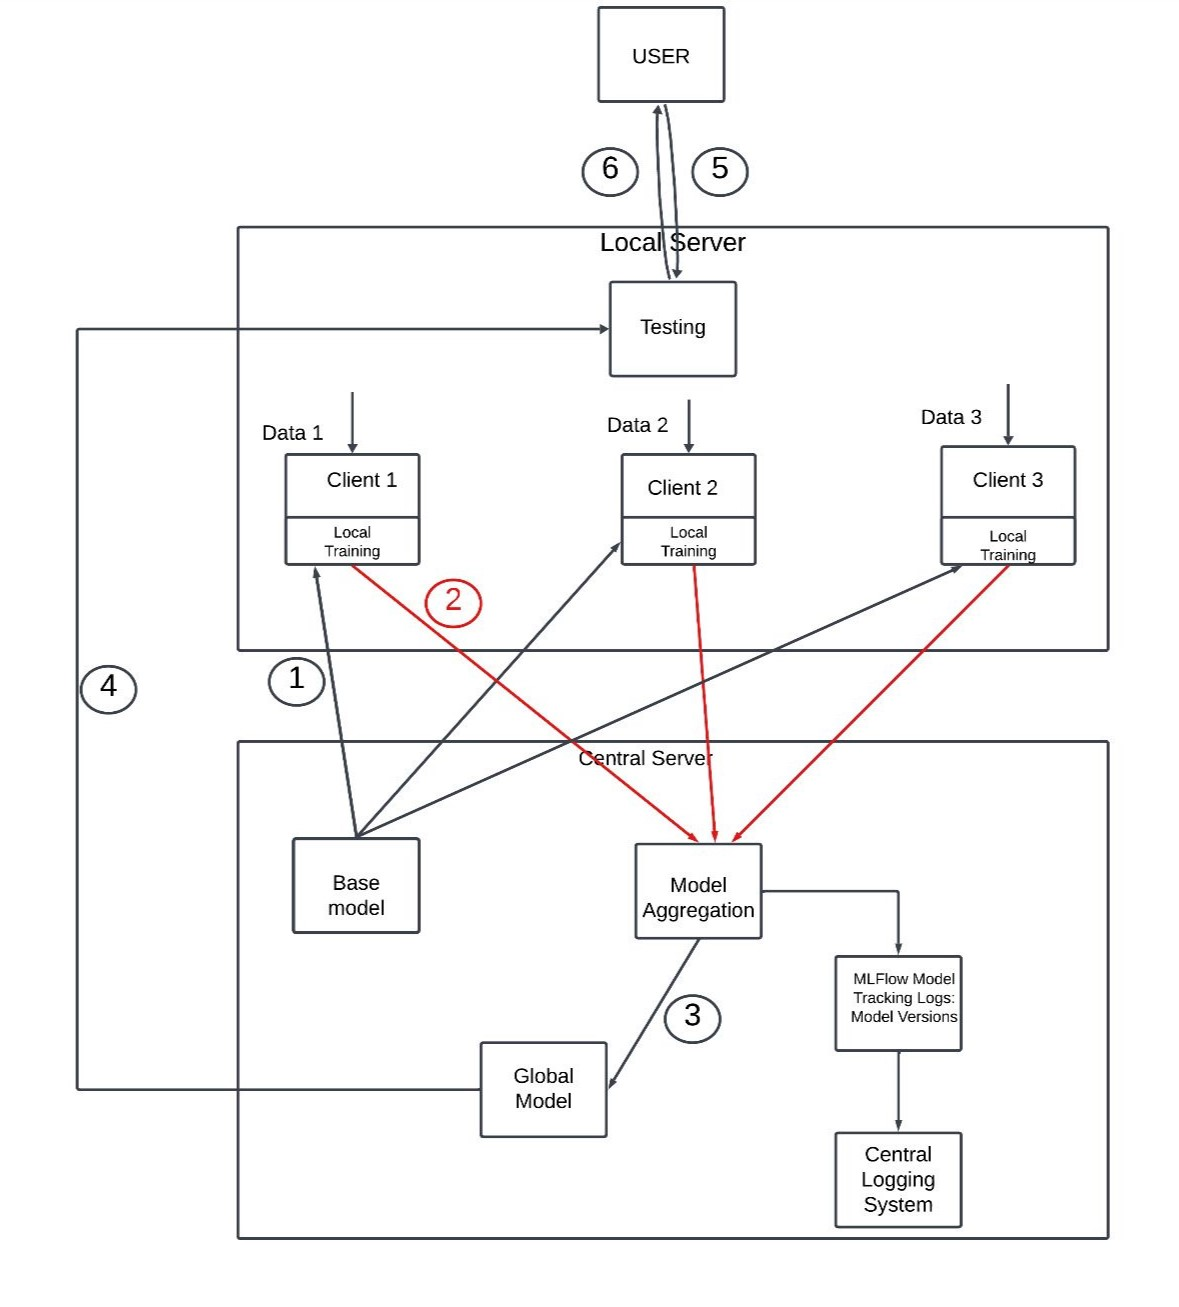 USER
6
5
Local Server
Testing
Data 1
Data 2
Data 3
Client 1
Client 2
Client 3
Local
Training
Local
Training
Local
Training
2
1
4
Central Server
Base
model
Model
Aggregation
MLFlow Model
Tracking Logs:
Model Versions
3
Global
Model
Central
Logging
System